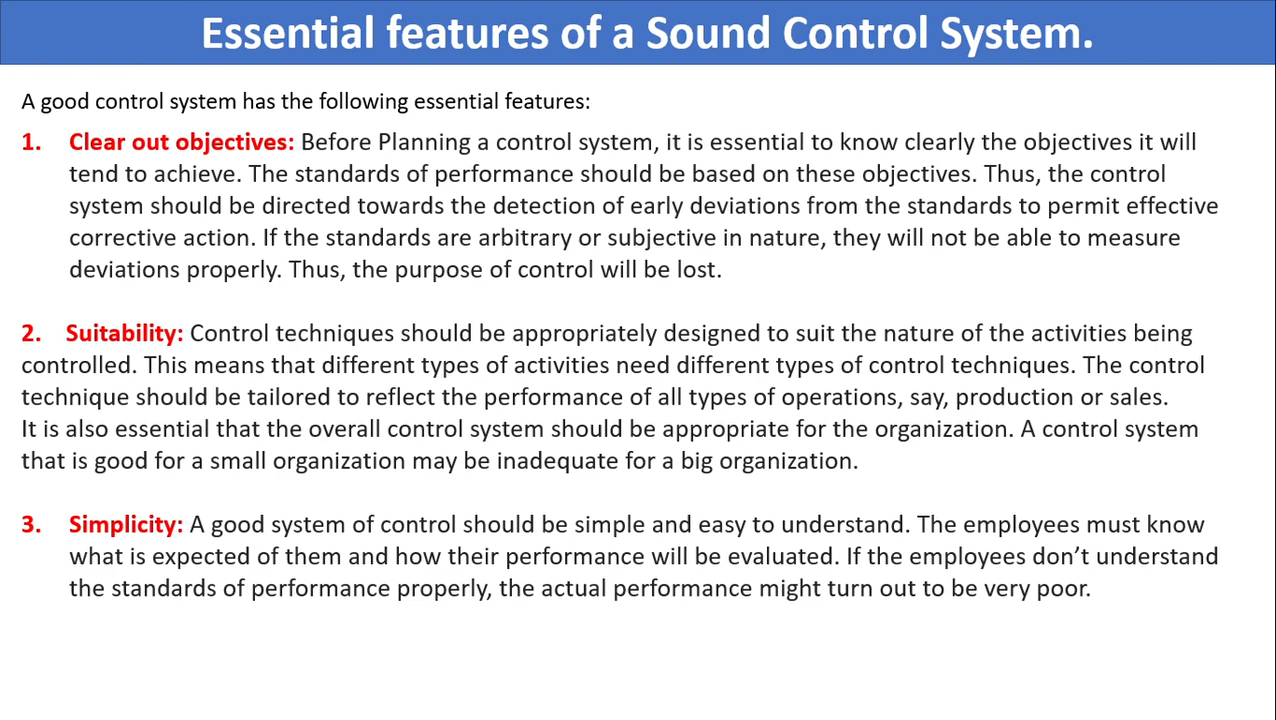 Essential features of a Sound Control System.
A good control system has the following essential features:
1. Clear out objectives: Before Planning a control system, it is essential to know clearly the objectives it will
tend to achieve. The standards of performance should be based on these objectives. Thus, the control
system should be directed towards the detection of early deviations from the standards to permit effective
corrective action. If the standards are arbitrary or subjective in nature, they will not be able to measure
deviations properly. Thus, the purpose of control will be lost.
2. Suitability: Control techniques should be appropriately designed to suit the nature of the activities being
controlled. This means that different types of activities need different types of control techniques. The control
technique should be tailored to reflect the performance of all types of operations, say, production or sales.
It is also essential that the overall control system should be appropriate for the organization. A control system
that is good for a small organization may be inadequate for a big organization.
3. Simplicity: A good system of control should be simple and easy to understand. The employees must know
what is expected of them and how their performance will be evaluated. If the employees don’t understand
the standards of performance properly, the actual performance might turn out to be very poor.